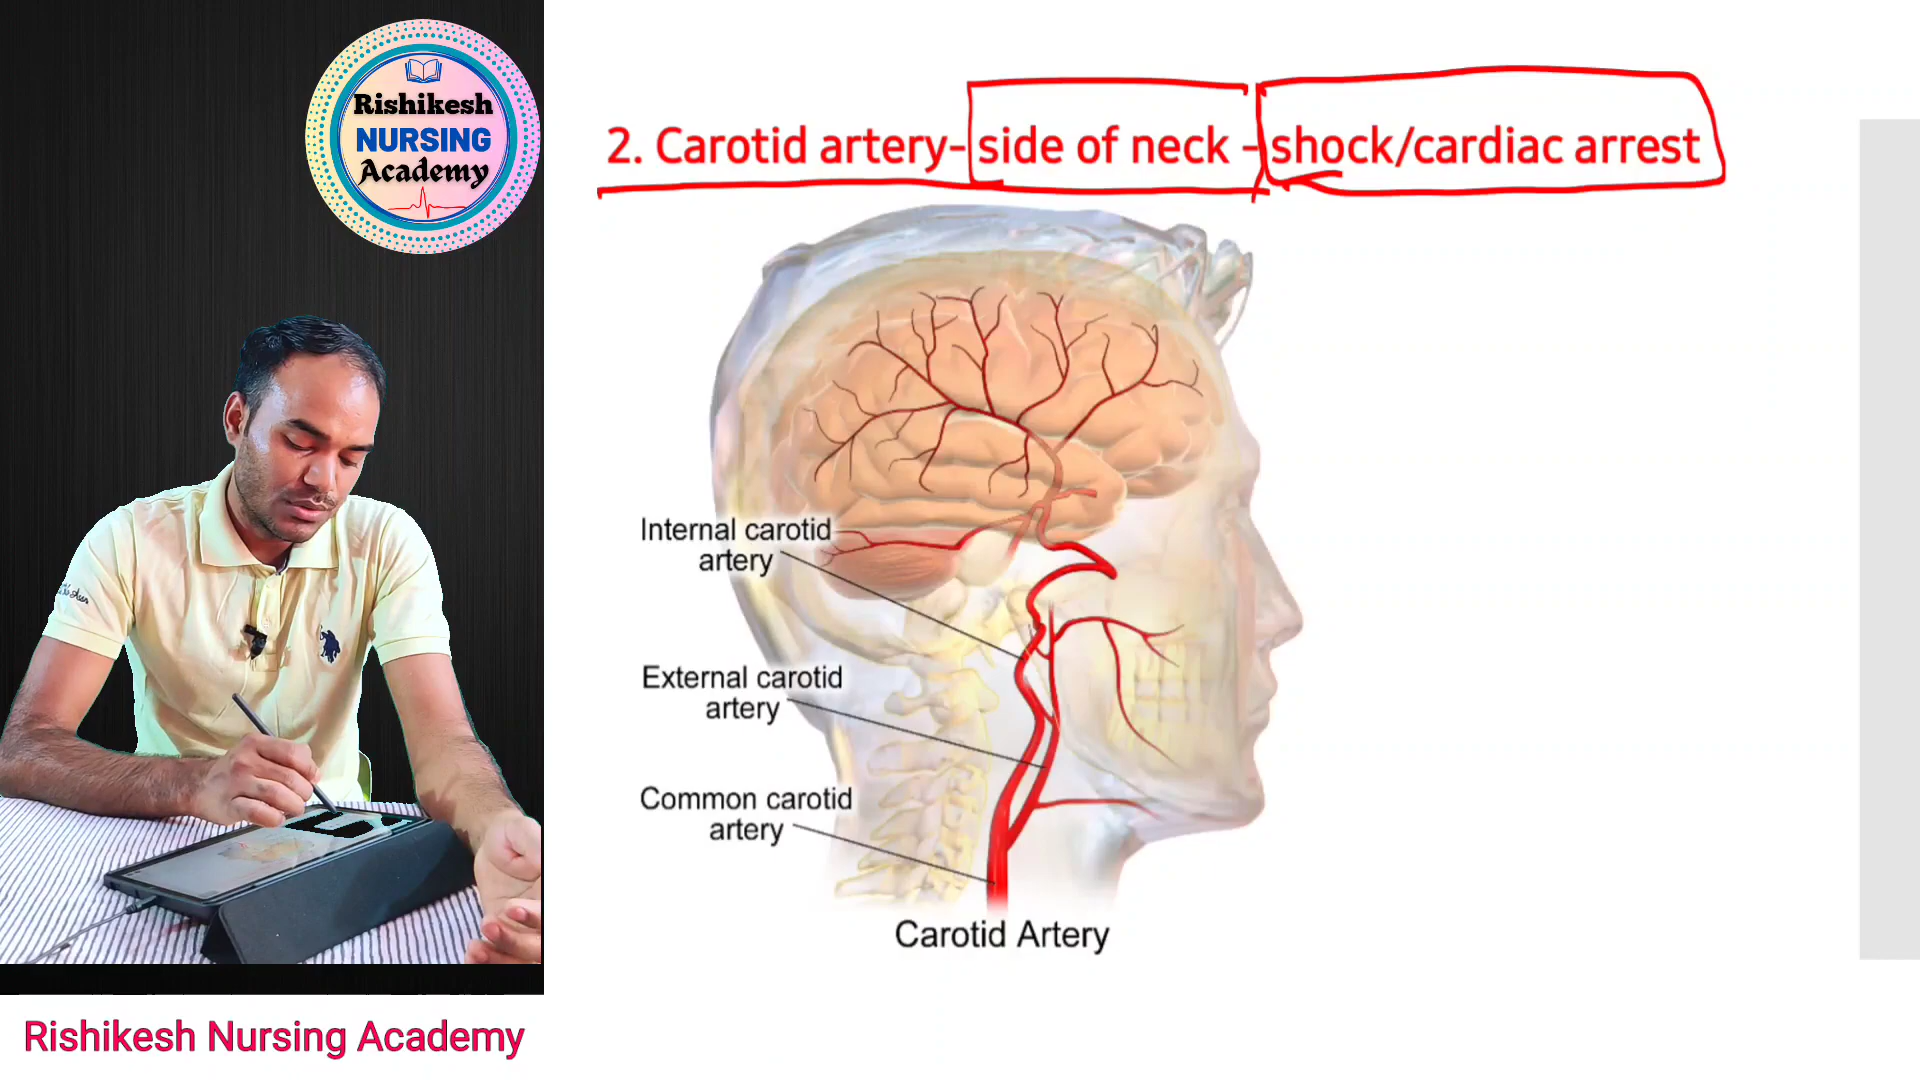 Rishikesh
NURSING
Academy
2. Carotid artery- side of neck - shock/cardiac arrest
Internal carotid
artery
External carotid
artery
Common carotid
artery
Carotid Artery
Rishikesh Nursing Academy